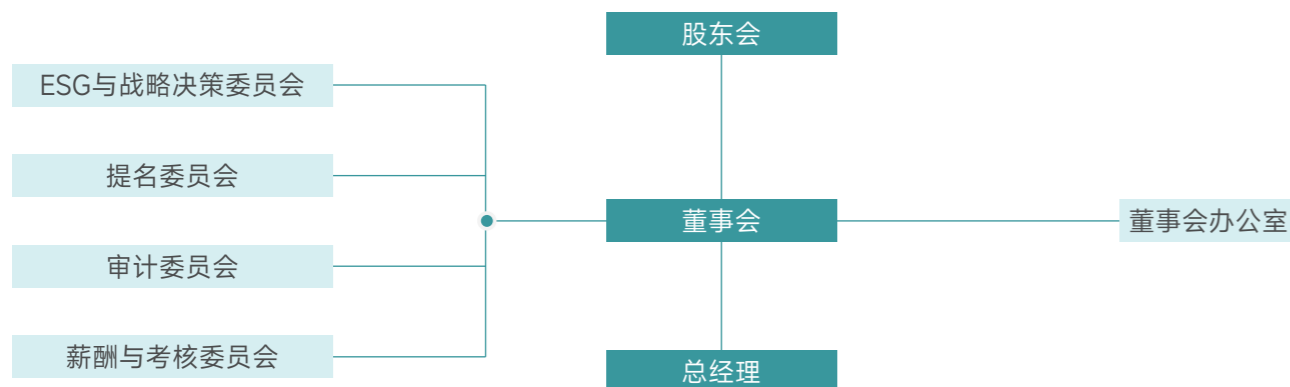 股东会
ESG与战略决策委员会
提名委员会
董事会
董事会办公室
审计委员会
薪酬与考核委员会
总经理